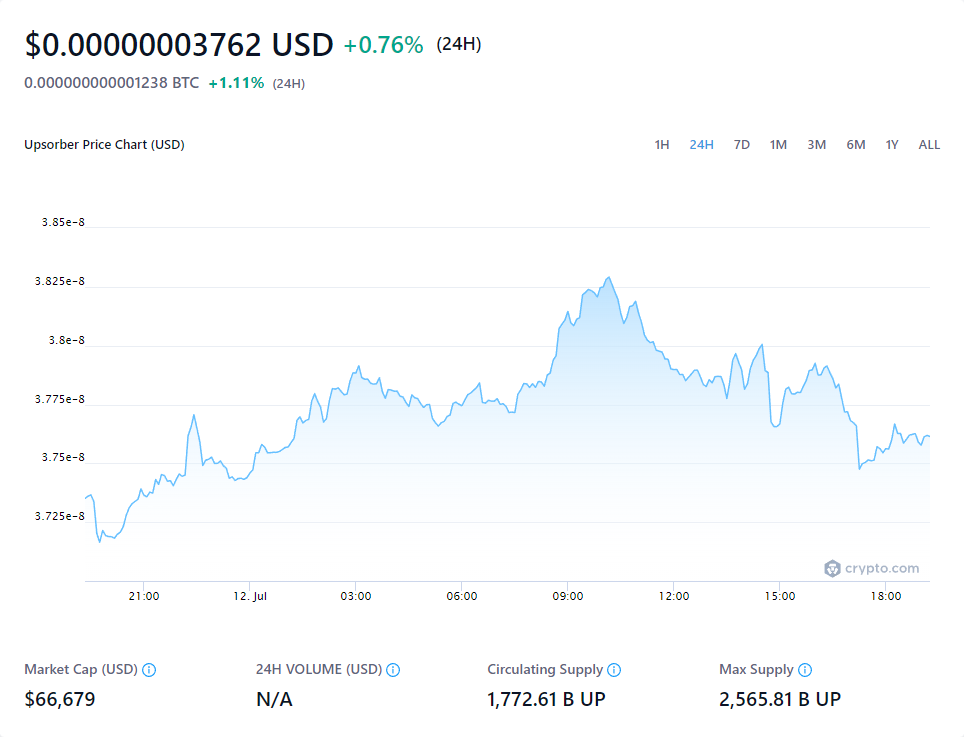 $0.00000003762 USD +0.76% (24H)
0.000000000001238 BTC +1.11% (24H)
Upsorber Price Chart (USD) 1H 24H 7D 1M 3M 6M 1Y ALL
3.85e-8
3.825e-8
3.8e-8
3.775e-8
3.75e-8
3.725e-8
crypto.com
21:00 12. Jul 03:00 06:00 09:00 12:00 15:00 18:00
Market Cap (USD) 24H VOLUME (USD) Circulating Supply Max Supply
$66,679 N/A 1,772.61 B UP 2,565.81 B UP